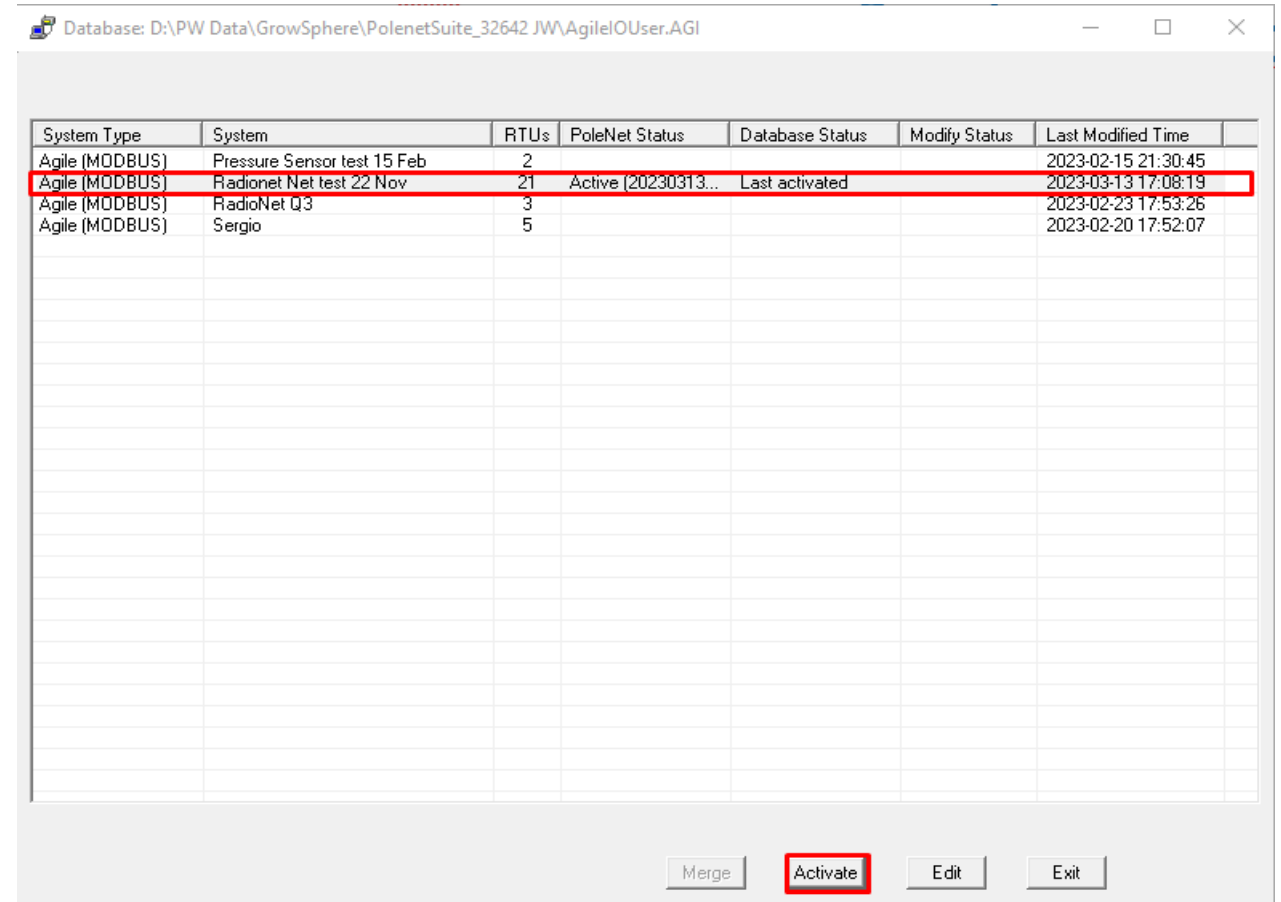 Database: D:\PW Data\GrowSphere\PolenetSuite_32642 JW\AgileIOUser.AGI
System Type System RTUs PoleNet Status Database Status Modify Status Last Modified Time
Agile (MODBUS) Pressure Sensor test 15 Feb 2 2023-02-15 21:30:45
Agile (MODBUS) Radionet Net test 22 Nov 21 Active (20230313... Last activated 2023-03-13 17:08:19
Agile (MODBUS) RadioNet Q3 3 2023-02-23 17:53:26
Agile (MODBUS) Sergio 5 2023-02-20 17:52:07
Merge Activate Edit Exit